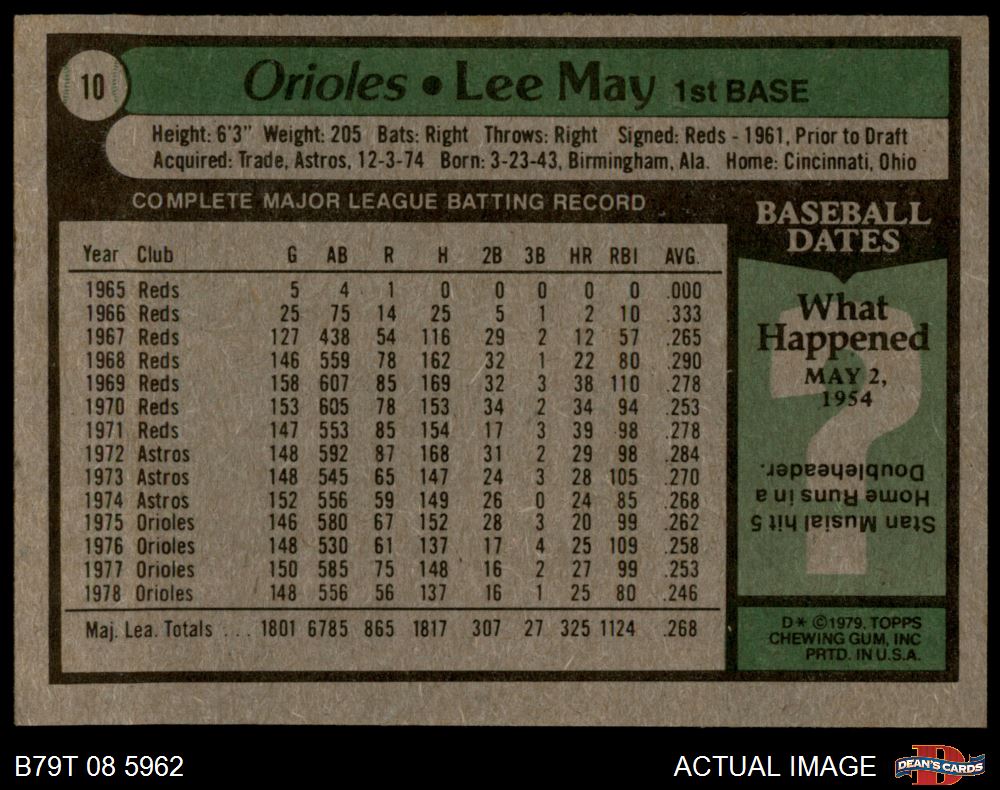 10
Orioles • Lee May 1st BASE
Height: 6'3" Weight: 205 Bats: Right Throws: Right Signed: Reds - 1961, Prior to Draft
Acquired: Trade, Astros, 12-3-74 Born: 3-23-43, Birmingham, Ala. Home: Cincinnati, Ohio
COMPLETE MAJOR LEAGUE BATTING RECORD
Year Club G AB R H 2B 3B HR RBI AVG.
1965 Reds 5 4 1 0 0 0 0 0 .000
1966 Reds 25 75 14 25 5 1 2 10 .333
1967 Reds 127 438 54 116 29 2 12 57 .265
1968 Reds 146 559 78 162 32 1 22 80 .290
1969 Reds 158 607 85 169 32 3 38 110 .278
1970 Reds 153 605 78 153 34 2 34 94 .253
1971 Reds 147 553 85 154 17 3 39 98 .278
1972 Astros 148 592 87 168 31 2 29 98 .284
1973 Astros 148 545 65 147 24 3 28 105 .270
1974 Astros 152 556 59 149 26 0 24 85 .268
1975 Orioles 146 580 67 152 28 3 20 99 .262
1976 Orioles 148 530 61 137 17 4 25 109 .258
1977 Orioles 150 585 75 148 16 2 27 99 .253
1978 Orioles 148 556 56 137 16 1 25 80 .246
Maj. Lea. Totals ... 1801 6785 865 1817 307 27 325 1124 .268
BASEBALL
DATES
What
Happened
MAY 2,
1954
?
Stan Musial hit 5
Home Runs in a
Doubleheader.
D* ©1979, TOPPS
CHEWING GUM, INC
PRTD. IN U.S.A.
B79T 08 5962
ACTUAL IMAGE
D
DEAN'S CARDS